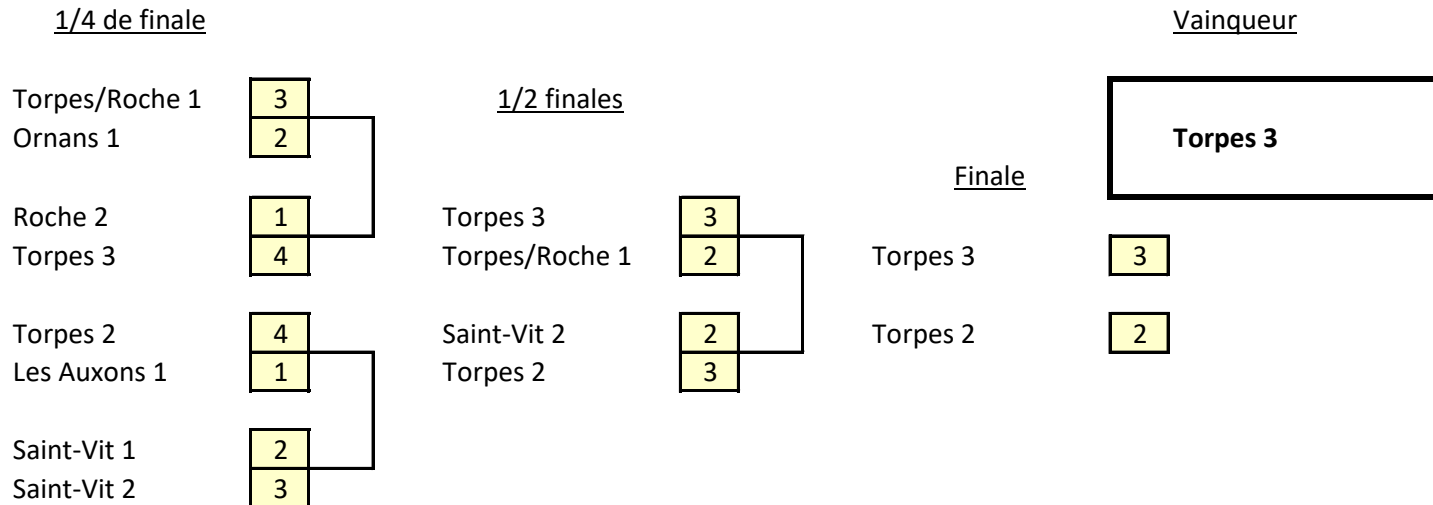 1/4 de finale Vainqueur
Torpes/Roche 1 3 1/2 finales
Ornans 1 2 Torpes 3
Finale
Roche 2 1 Torpes 3 3
Torpes 3 4 Torpes/Roche 1 2 Torpes 3 3
Torpes 2 4 Saint-Vit 2 2 Torpes 2 2
Les Auxons 1 1 Torpes 2 3
Saint-Vit 1 2
Saint-Vit 2 3